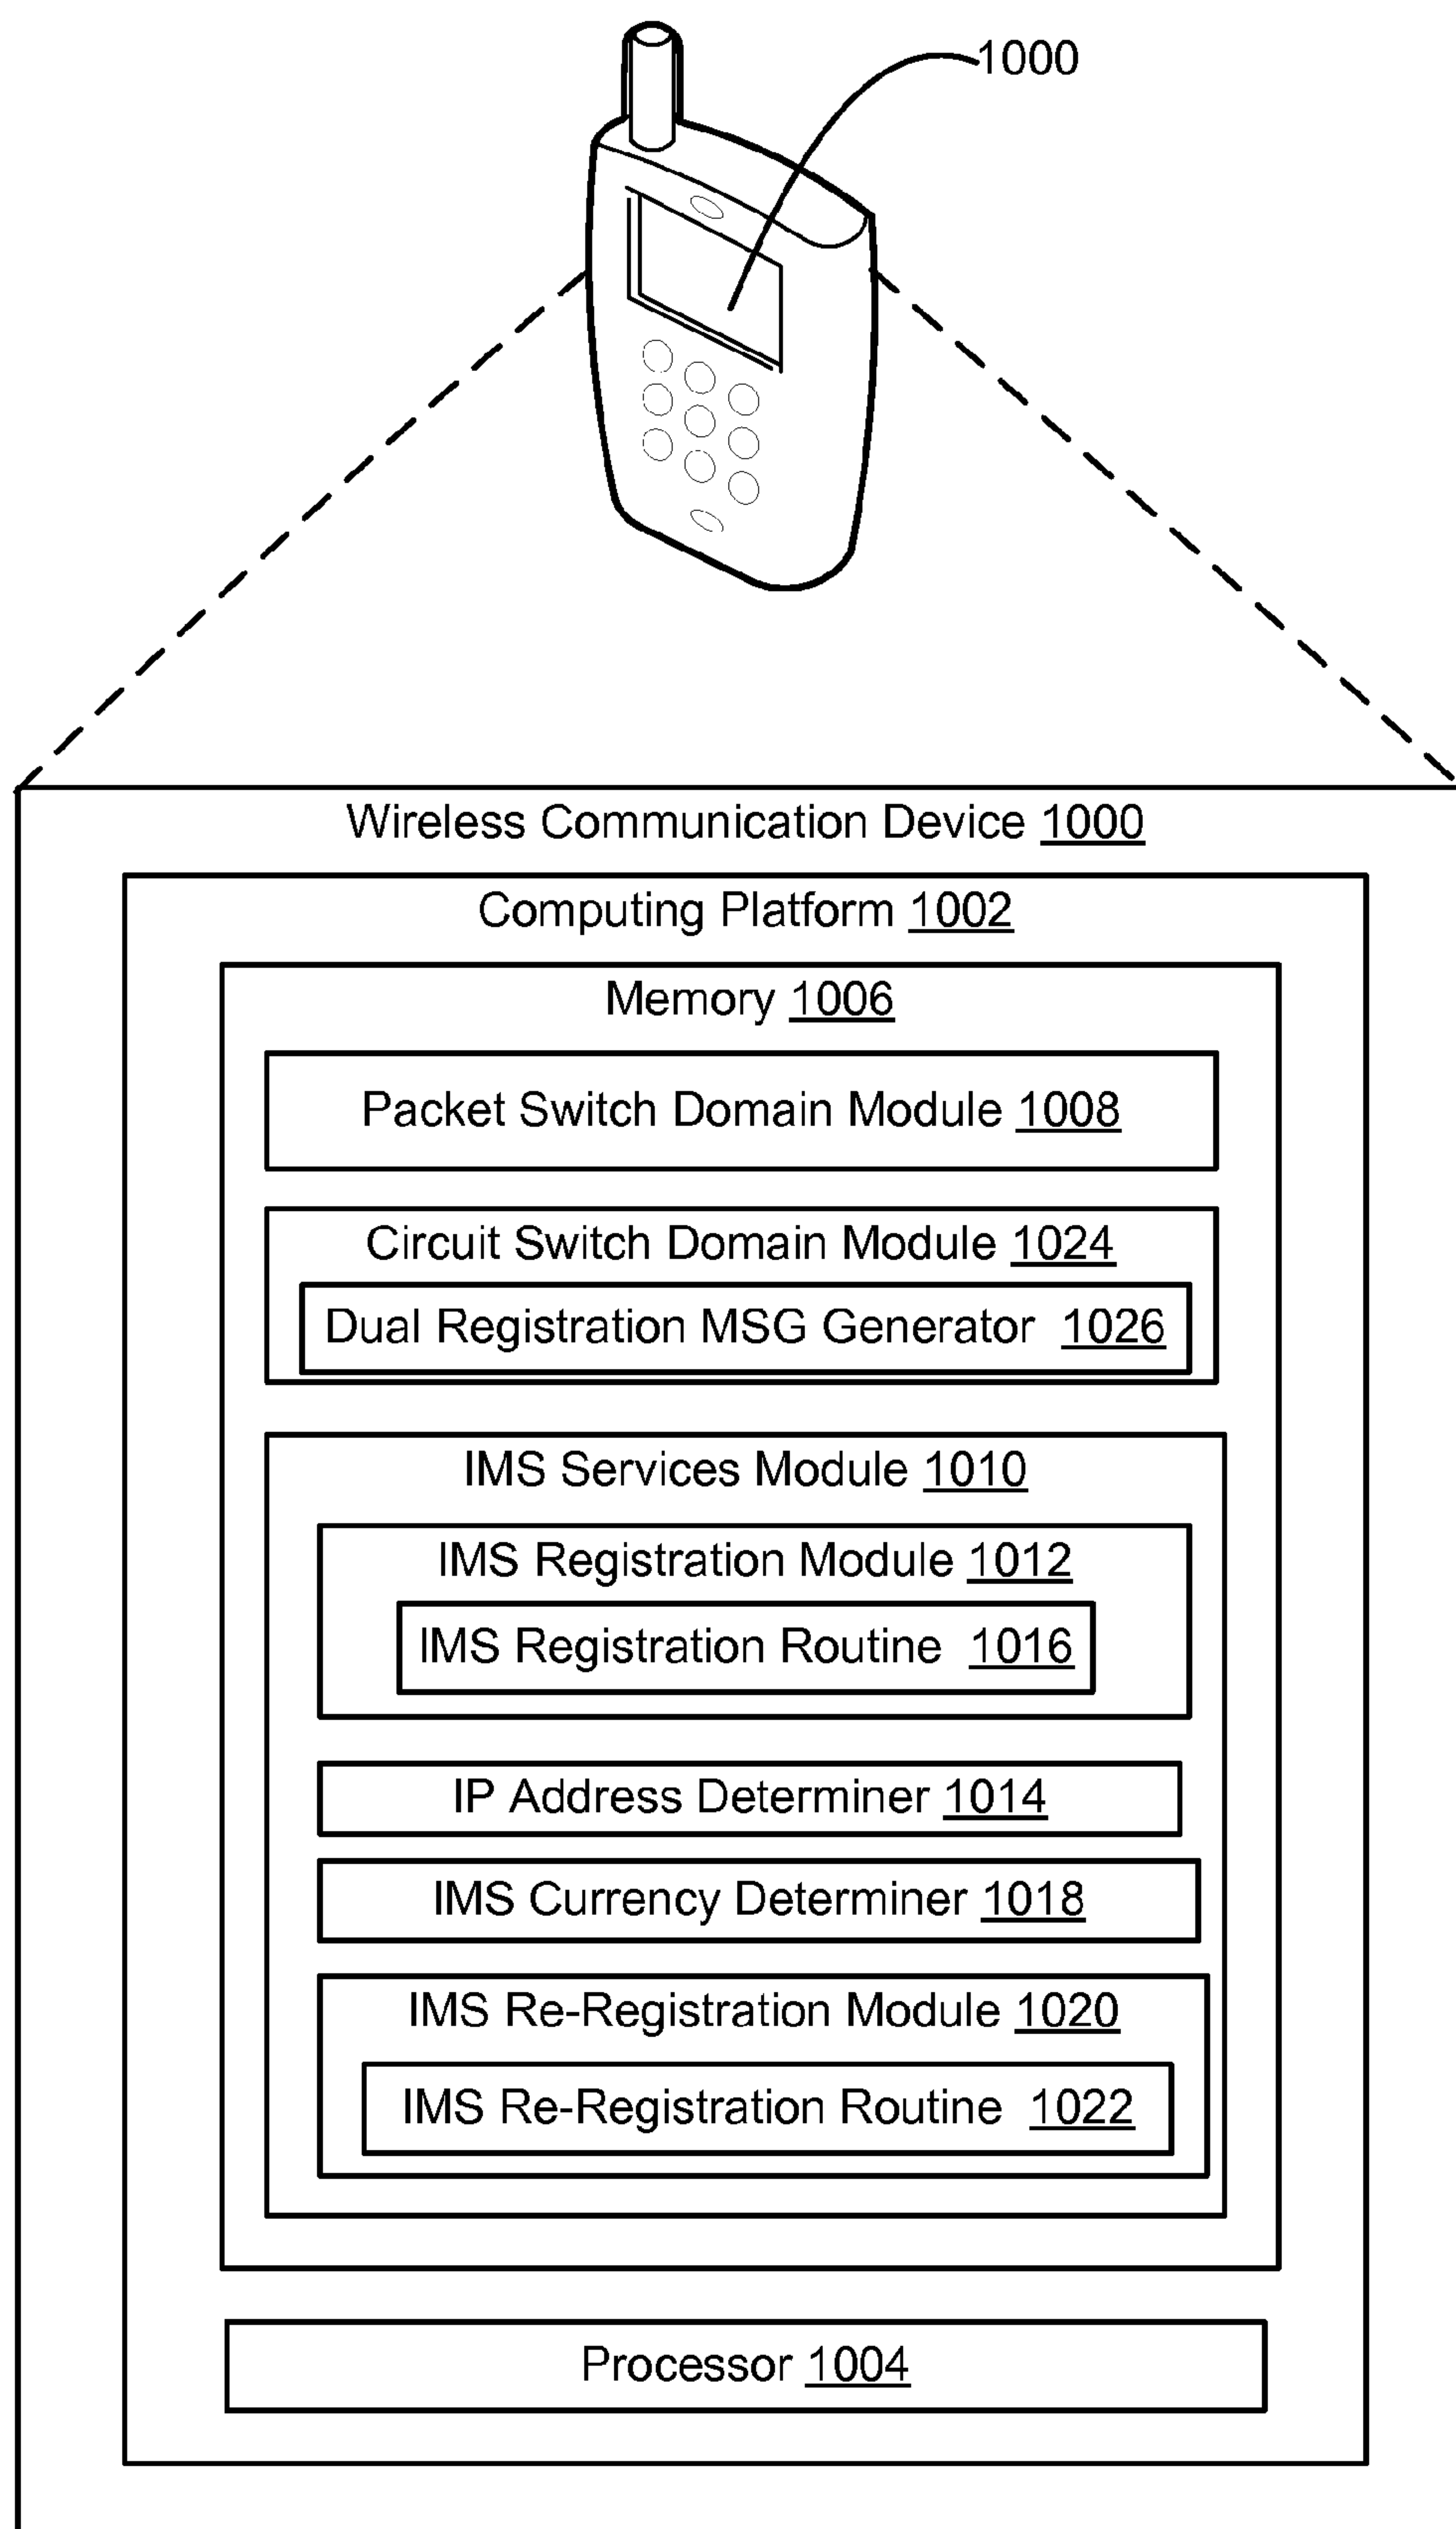 1000
Wireless Communication Device 1000
Computing Platform 1002
Memory 1006
Packet Switch Domain Module 1008
Circuit Switch Domain Module 1024
Dual Registration MSG Generator 1026
IMS Services Module 1010
IMS Registration Module 1012
IMS Registration Routine 1016
IP Address Determiner 1014
IMS Currency Determiner 1018
IMS Re-Registration Module 1020
IMS Re-Registration Routine 1022
Processor 1004